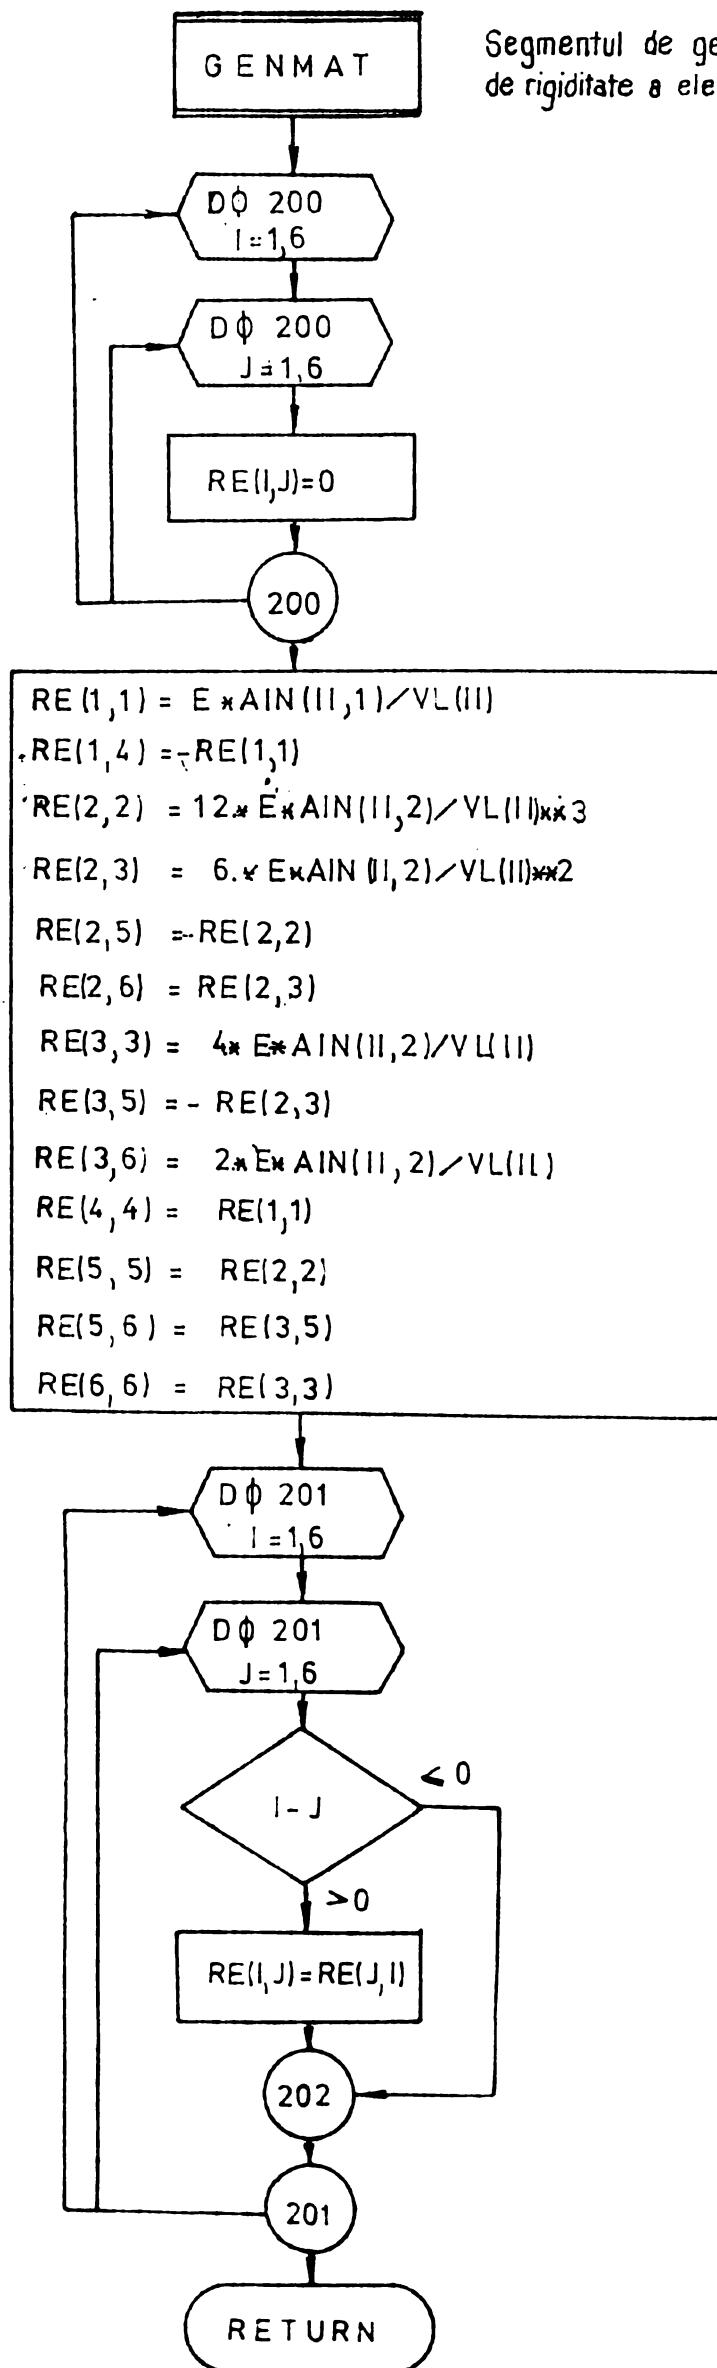 GENMAT
Segmentul de
de rigiditate a
DΦ 200
I=1,6
DΦ 200
J=1,6
RE(I,J)=0
200
RE(1,1) = E*AIN(II,1)/VL(II)
RE(1,4) =-RE(1,1)
RE(2,2) = 12.* E*AIN(II,2)/VL(II)**3
RE(2,3) = 6.* E*AIN(II,2)/VL(II)**2
RE(2,5) =-RE(2,2)
RE(2,6) = RE(2,3)
RE(3,3) = 4* E*AIN(II,2)/VL(II)
RE(3,5) =- RE(2,3)
RE(3,6) = 2.*E* AIN(II,2)/VL(II)
RE(4,4) = RE(1,1)
RE(5,5) = RE(2,2)
RE(5,6) = RE(3,5)
RE(6,6) = RE(3,3)
DΦ 201
I=1,6
DΦ 201
J=1,6
≤ 0
I-J
>0
RE(I,J)=RE(J,I)
202
201
RETURN